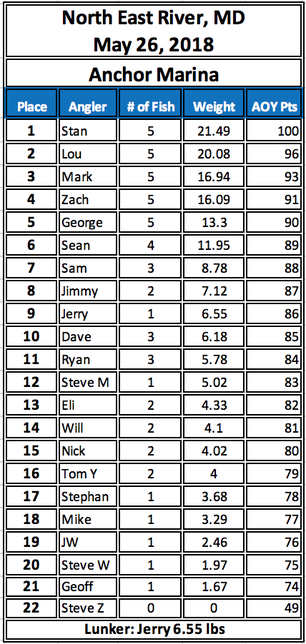 North East River, MD
May 26, 2018
Anchor Marina
Place Angler # of Fish Weight AOY Pts
1 Stan 5 21.49 100
2 Lou 5 20.08 96
3 Mark 5 16.94 93
4 Zach 5 16.09 91
5 George 5 13.3 90
6 Sean 4 11.95 89
7 Sam 3 8.78 88
8 Jimmy 2 7.12 87
9 Jerry 1 6.55 86
10 Dave 3 6.18 85
11 Ryan 3 5.78 84
12 Steve M 1 5.02 83
13 Eli 2 4.33 82
14 Will 2 4.1 81
15 Nick 2 4.02 80
16 Tom Y 2 4 79
17 Stephan 1 3.68 78
18 Mike 1 3.29 77
19 JW 1 2.46 76
20 Steve W 1 1.97 75
21 Geoff 1 1.67 74
22 Steve Z 0 0 49
Lunker: Jerry 6.55 lbs